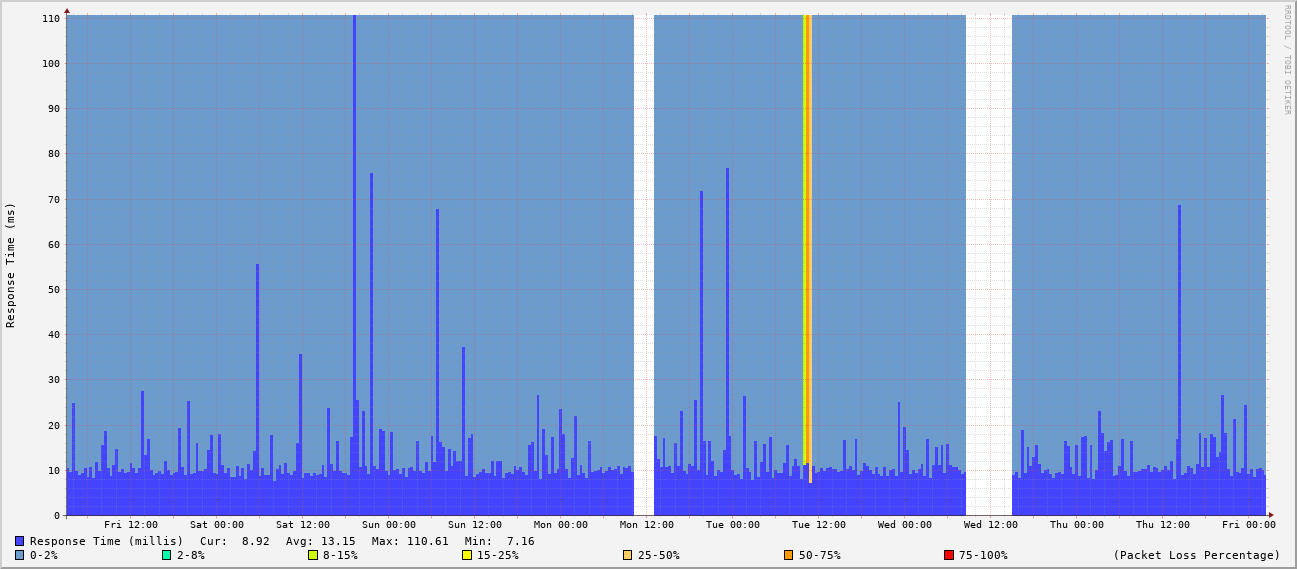 RRDTOOL / TOBI OETIKER
Response Time (ms)
110
100
90
80
70
60
50
40
30
20
10
0
Fri 12:00 Sat 00:00 Sat 12:00 Sun 00:00 Sun 12:00 Mon 00:00 Mon 12:00 Tue 00:00 Tue 12:00 Wed 00:00 Wed 12:00 Thu 00:00 Thu 12:00 Fri 00:00
Response Time (millis) Cur: 8.92 Avg: 13.15 Max: 110.61 Min: 7.16
0-2% 2-8% 8-15% 15-25% 25-50% 50-75% 75-100% (Packet Loss Percentage)